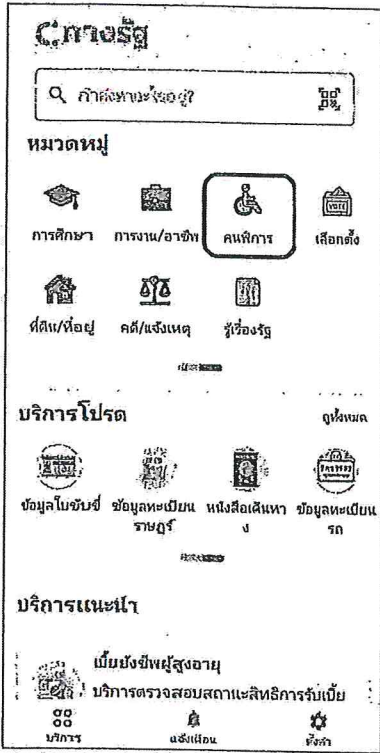 ทางรัฐ
กำลังหาอะไรอยู่?
หมวดหมู่
การศึกษา การงาน/อาชีพ คนพิการ เลือกตั้ง
ที่ดิน/ที่อยู่ คดี/แจ้งเหตุ รู้เรื่องรัฐ
บริการโปรด ดูทั้งหมด
ข้อมูลใบขับขี่ ข้อมูลทะเบียน หนังสือเดินทา ข้อมูลทะเบียน
ราษฎร์ ง รถ
บริการแนะนำ
เบี้ยยังชีพผู้สูงอายุ
บริการตรวจสอบสถานะสิทธิการรับเบี้ย
บริการ แจ้งเตือน ตั้งค่า